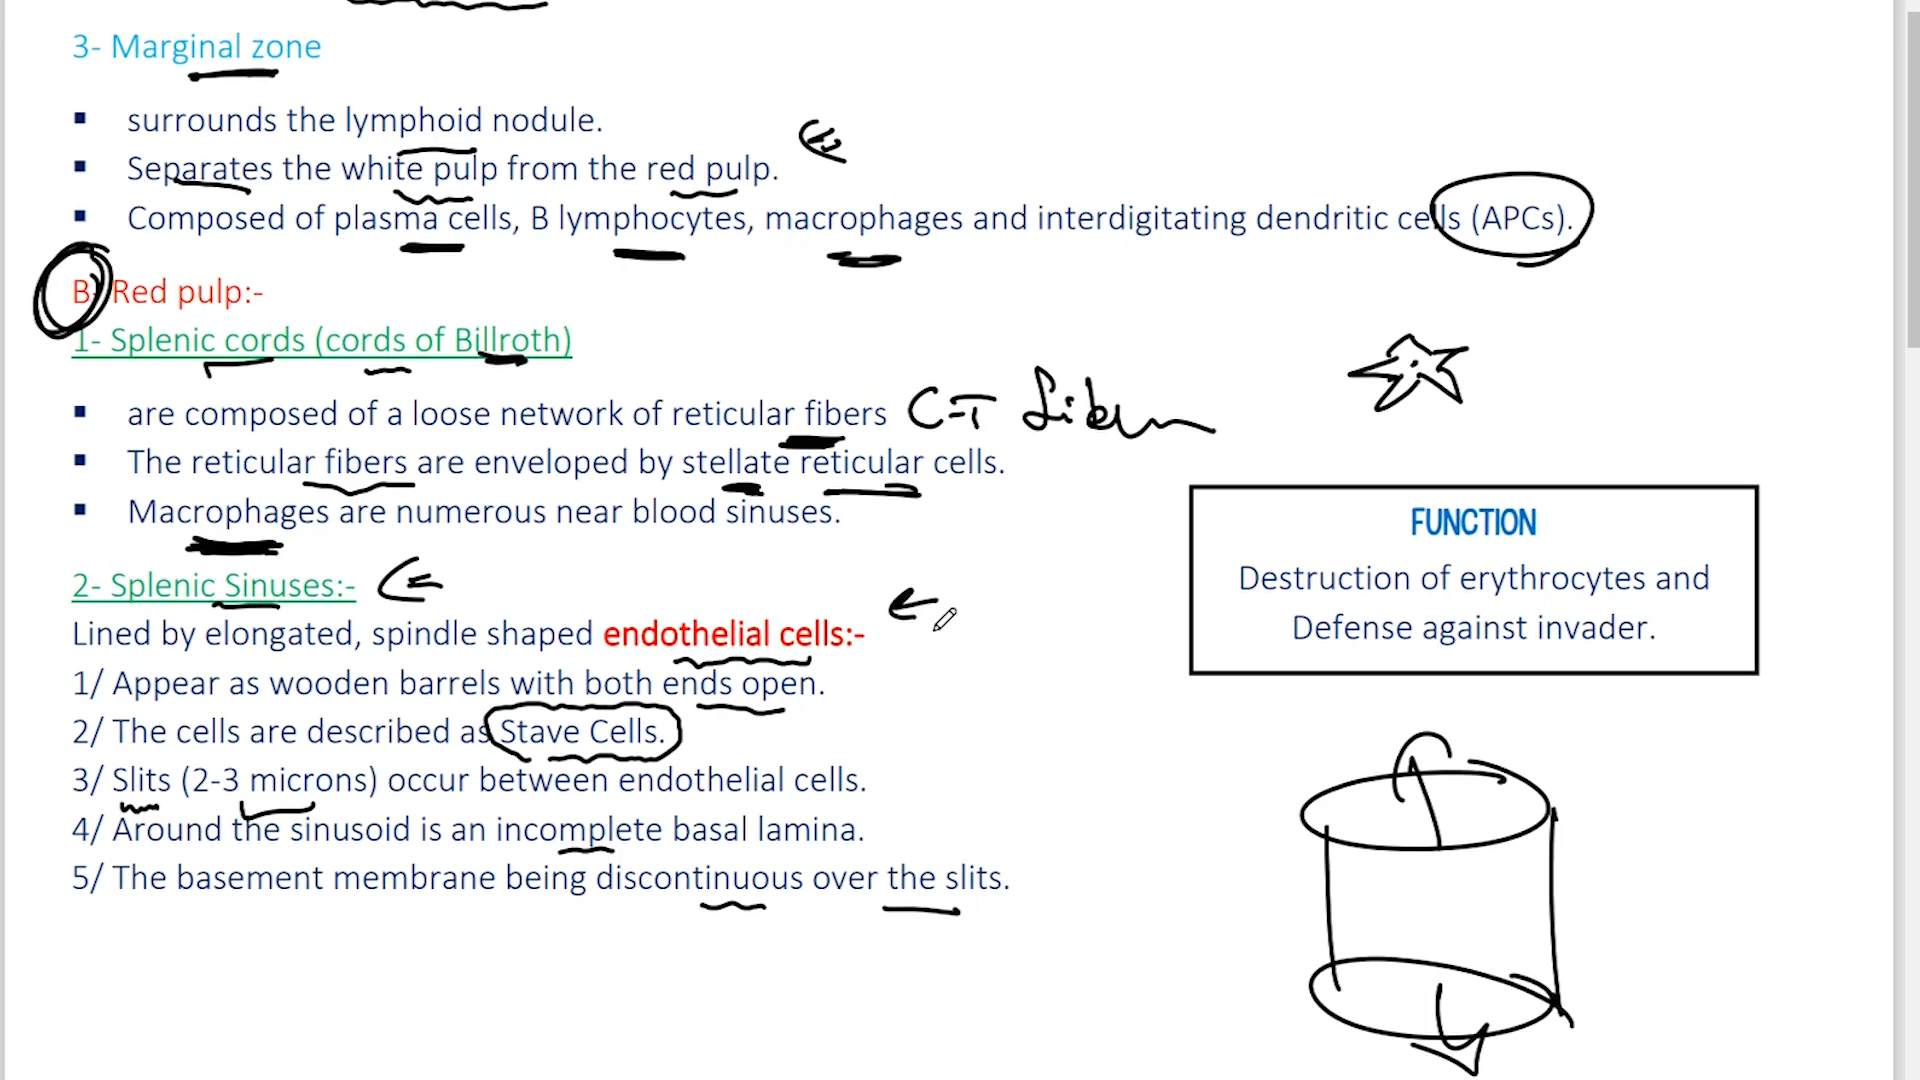 3- Marginal zone
▪ surrounds the lymphoid nodule.
▪ Separates the white pulp from the red pulp.
▪ Composed of plasma cells, B lymphocytes, macrophages and interdigitating dendritic cells (APCs).
B- Red pulp:-
1- Splenic cords (cords of Billroth)
▪ are composed of a loose network of reticular fibers C-T
▪ The reticular fibers are enveloped by stellate reticular cells.
▪ Macrophages are numerous near blood sinuses.
2- Splenic Sinuses:-
Lined by elongated, spindle shaped endothelial cells:-
1/ Appear as wooden barrels with both ends open.
2/ The cells are described as Stave Cells.
3/ Slits (2-3 microns) occur between endothelial cells.
4/ Around the sinusoid is an incomplete basal lamina.
5/ The basement membrane being discontinuous over the slits.
FUNCTION
Destruction of erythrocytes and
Defense against invader.